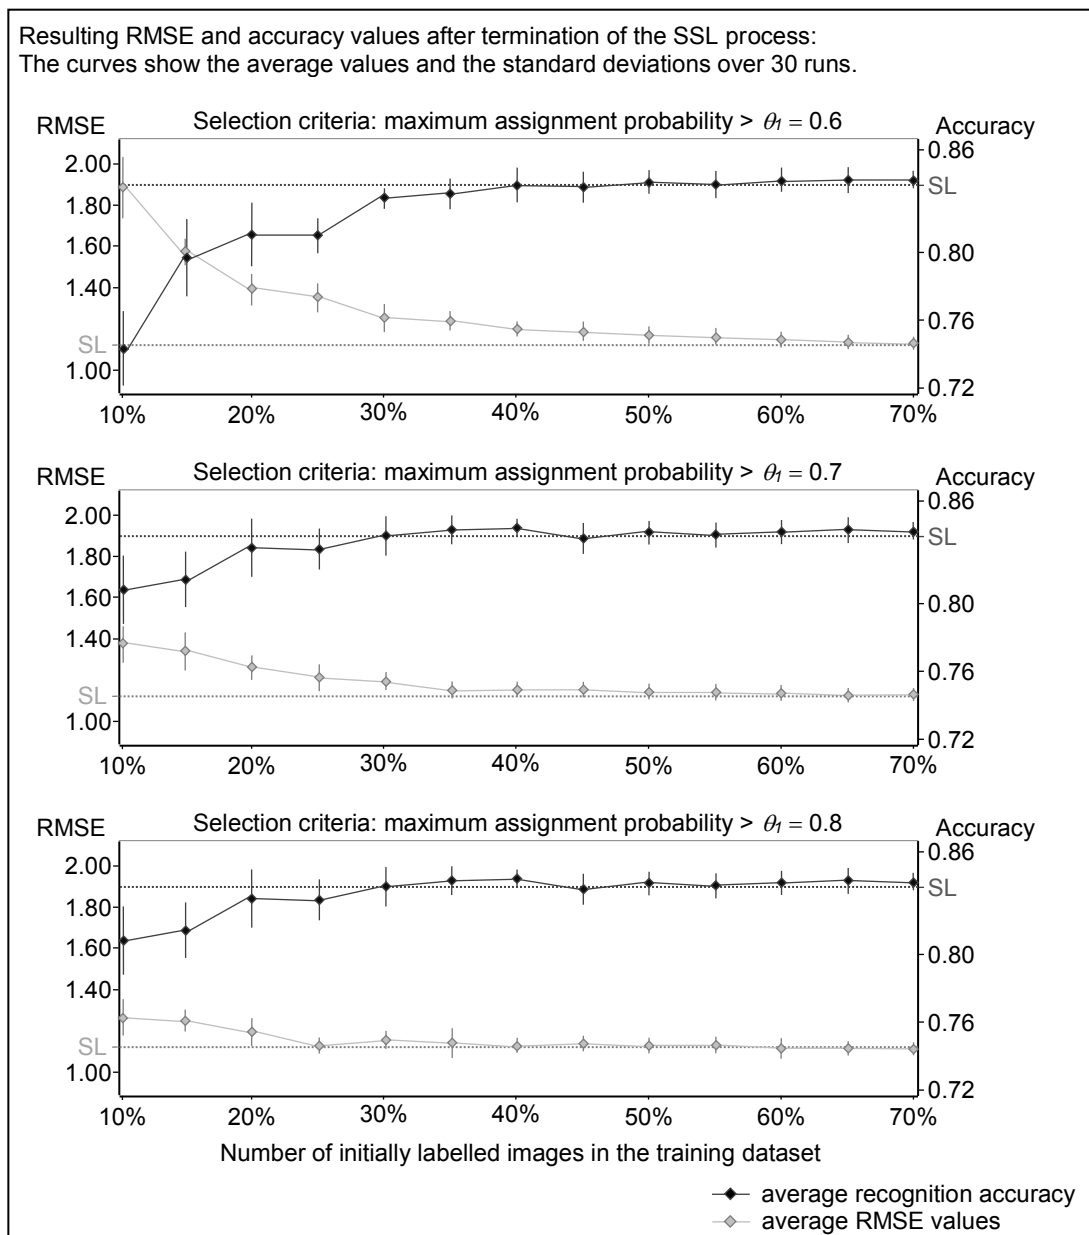 Resulting RMSE and accuracy values after termination of the SSL process:
The curves show the average values and the standard deviations over 30 runs.
RMSE
Selection criteria: maximum assignment probability > θ₁ = 0.6
Accuracy
2.00
1.80
1.60
1.40
SL
1.00
0.86
SL
0.80
0.76
0.72
10% 20% 30% 40% 50% 60% 70%
RMSE
Selection criteria: maximum assignment probability > θ₁ = 0.7
Accuracy
2.00
1.80
1.60
1.40
SL
1.00
0.86
SL
0.80
0.76
0.72
10% 20% 30% 40% 50% 60% 70%
RMSE
Selection criteria: maximum assignment probability > θ₁ = 0.8
Accuracy
2.00
1.80
1.60
1.40
SL
1.00
0.86
SL
0.80
0.76
0.72
10% 20% 30% 40% 50% 60% 70%
Number of initially labelled images in the training dataset
average recognition accuracy
average RMSE values